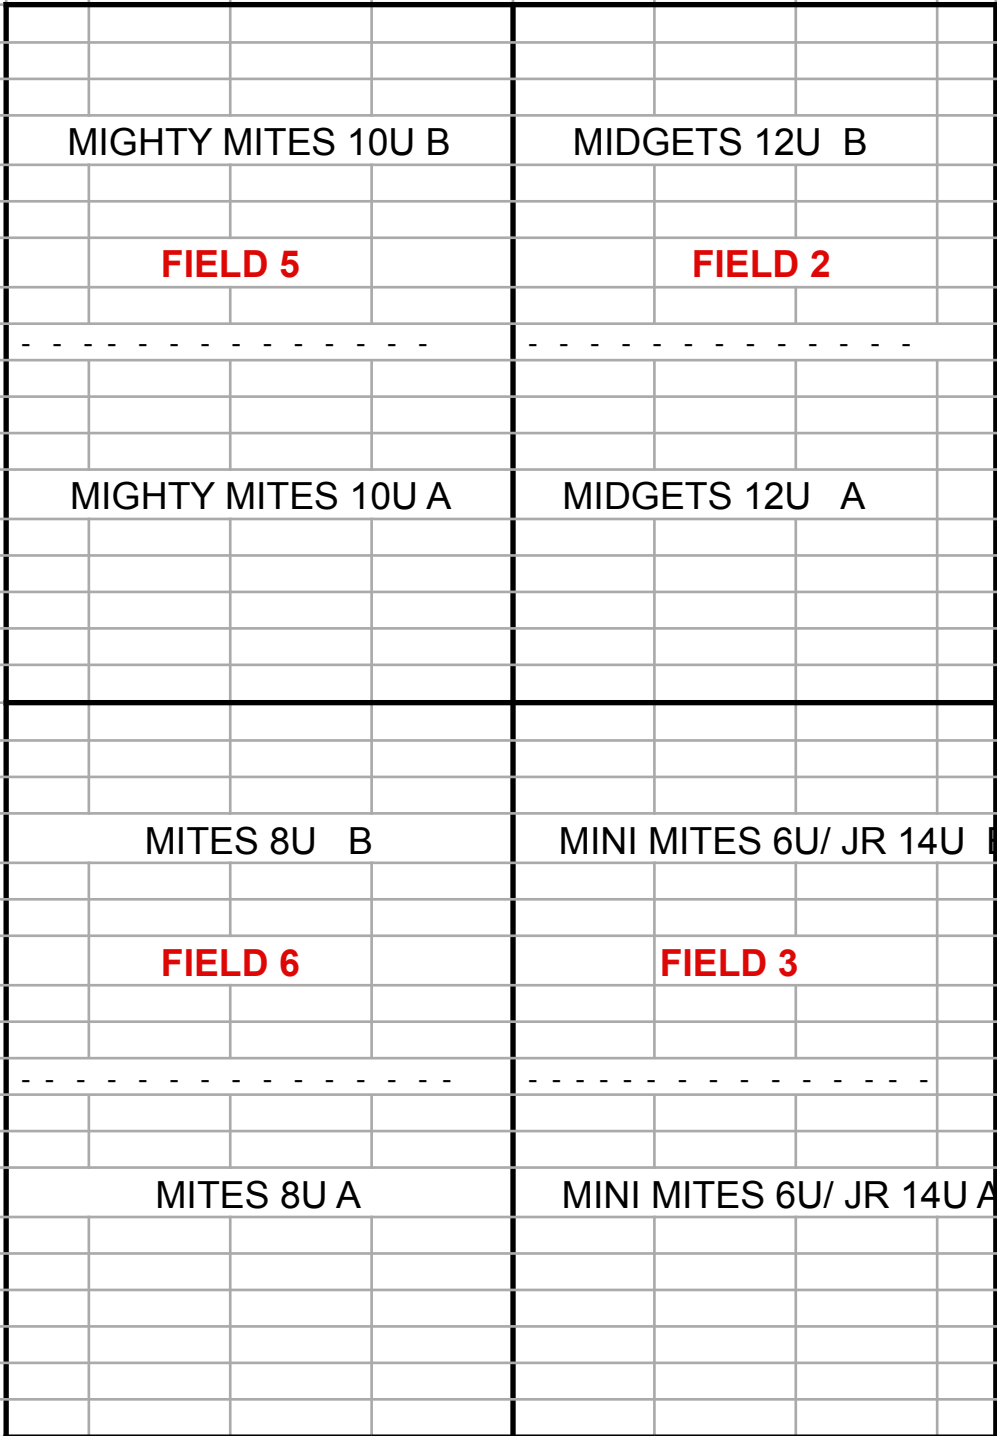 MIGHTY MITES 10U B
MIDGETS 12U B
FIELD 5
FIELD 2
- - - - - - - - - - - - - -
- - - - - - - - - - - - -
MIGHTY MITES 10U A
MIDGETS 12U A
MITES 8U B
MINI MITES 6U/ JR 14U
FIELD 6
FIELD 3
- - - - - - - - - - - - - - -
- - - - - - - - - - - - - - -
MITES 8U A
MINI MITES 6U/ JR 14U A